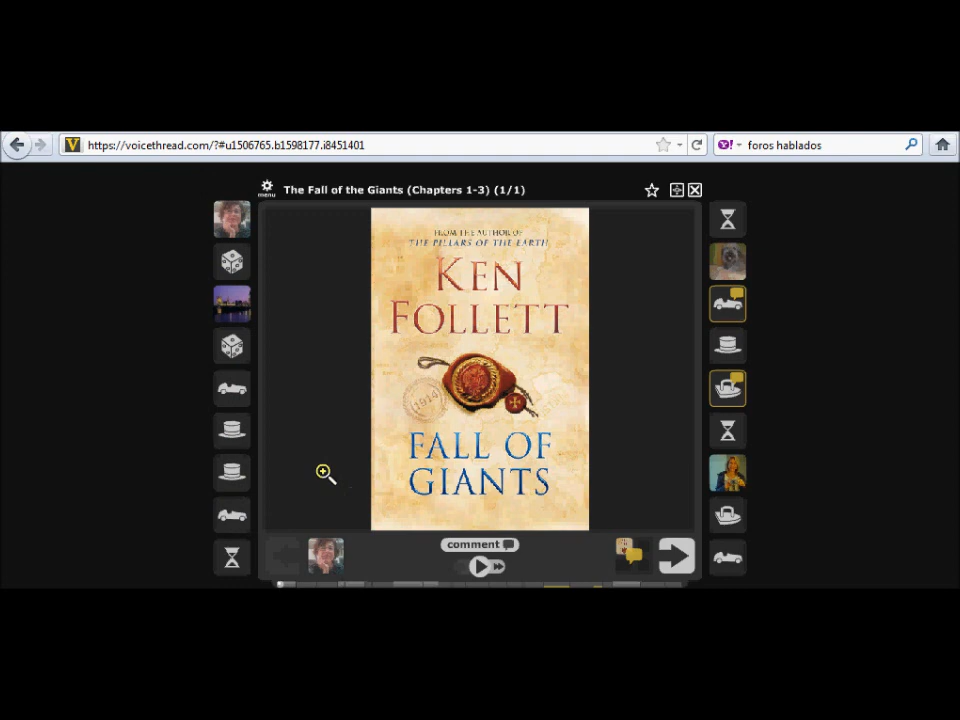 https://voicethread.com/?#u1506765.b1598177.i8451401
Y!
foros hablados
menu
The Fall of the Giants (Chapters 1-3) (1/1)
FROM THE AUTHOR OF
THE PILLARS OF THE EARTH
KEN
FOLLETT
1914
FALL OF
GIANTS
comment